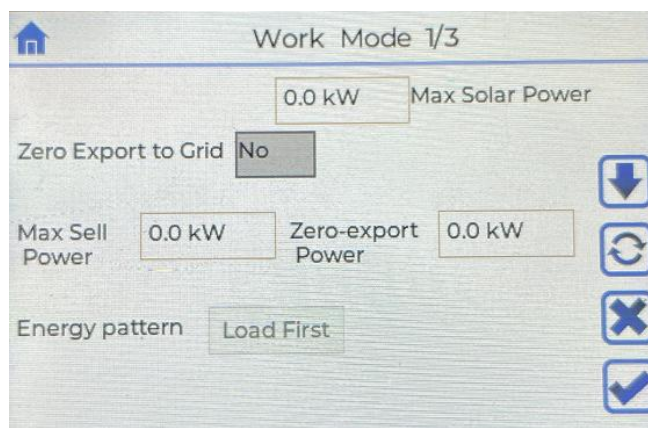 Work Mode 1/3
0.0 kW Max Solar Power
Zero Export to Grid No
Max Sell Power 0.0 kW
Zero-export Power 0.0 kW
Energy pattern Load First